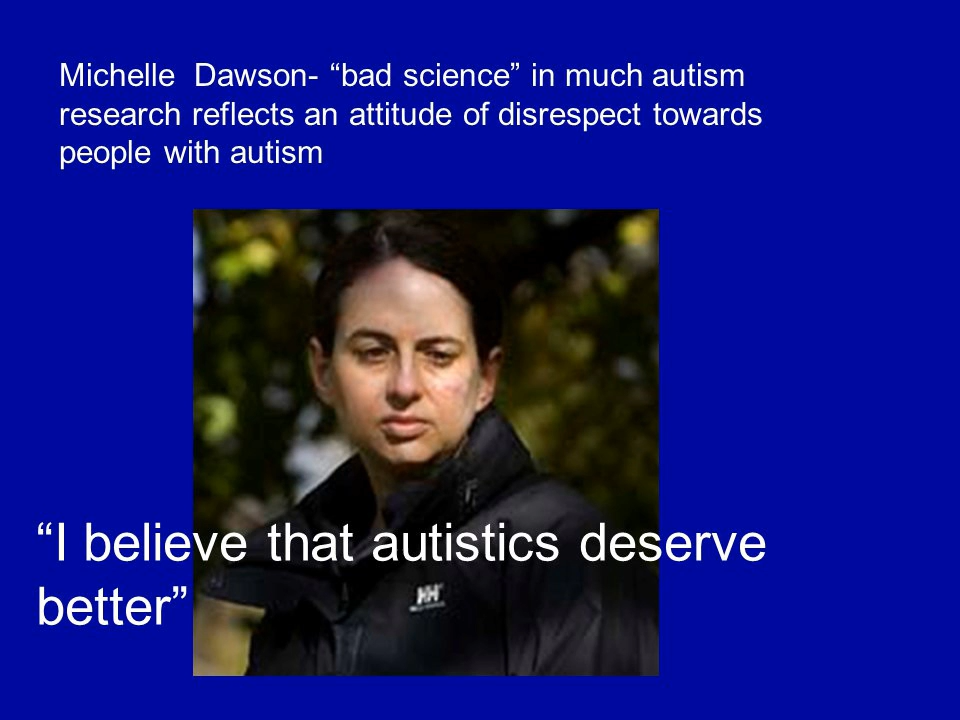 Michelle  Dawson- “bad science” in much autism
research reflects an attitude of disrespect towards
people with autism
“I believe that autistics deserve
better”
HH